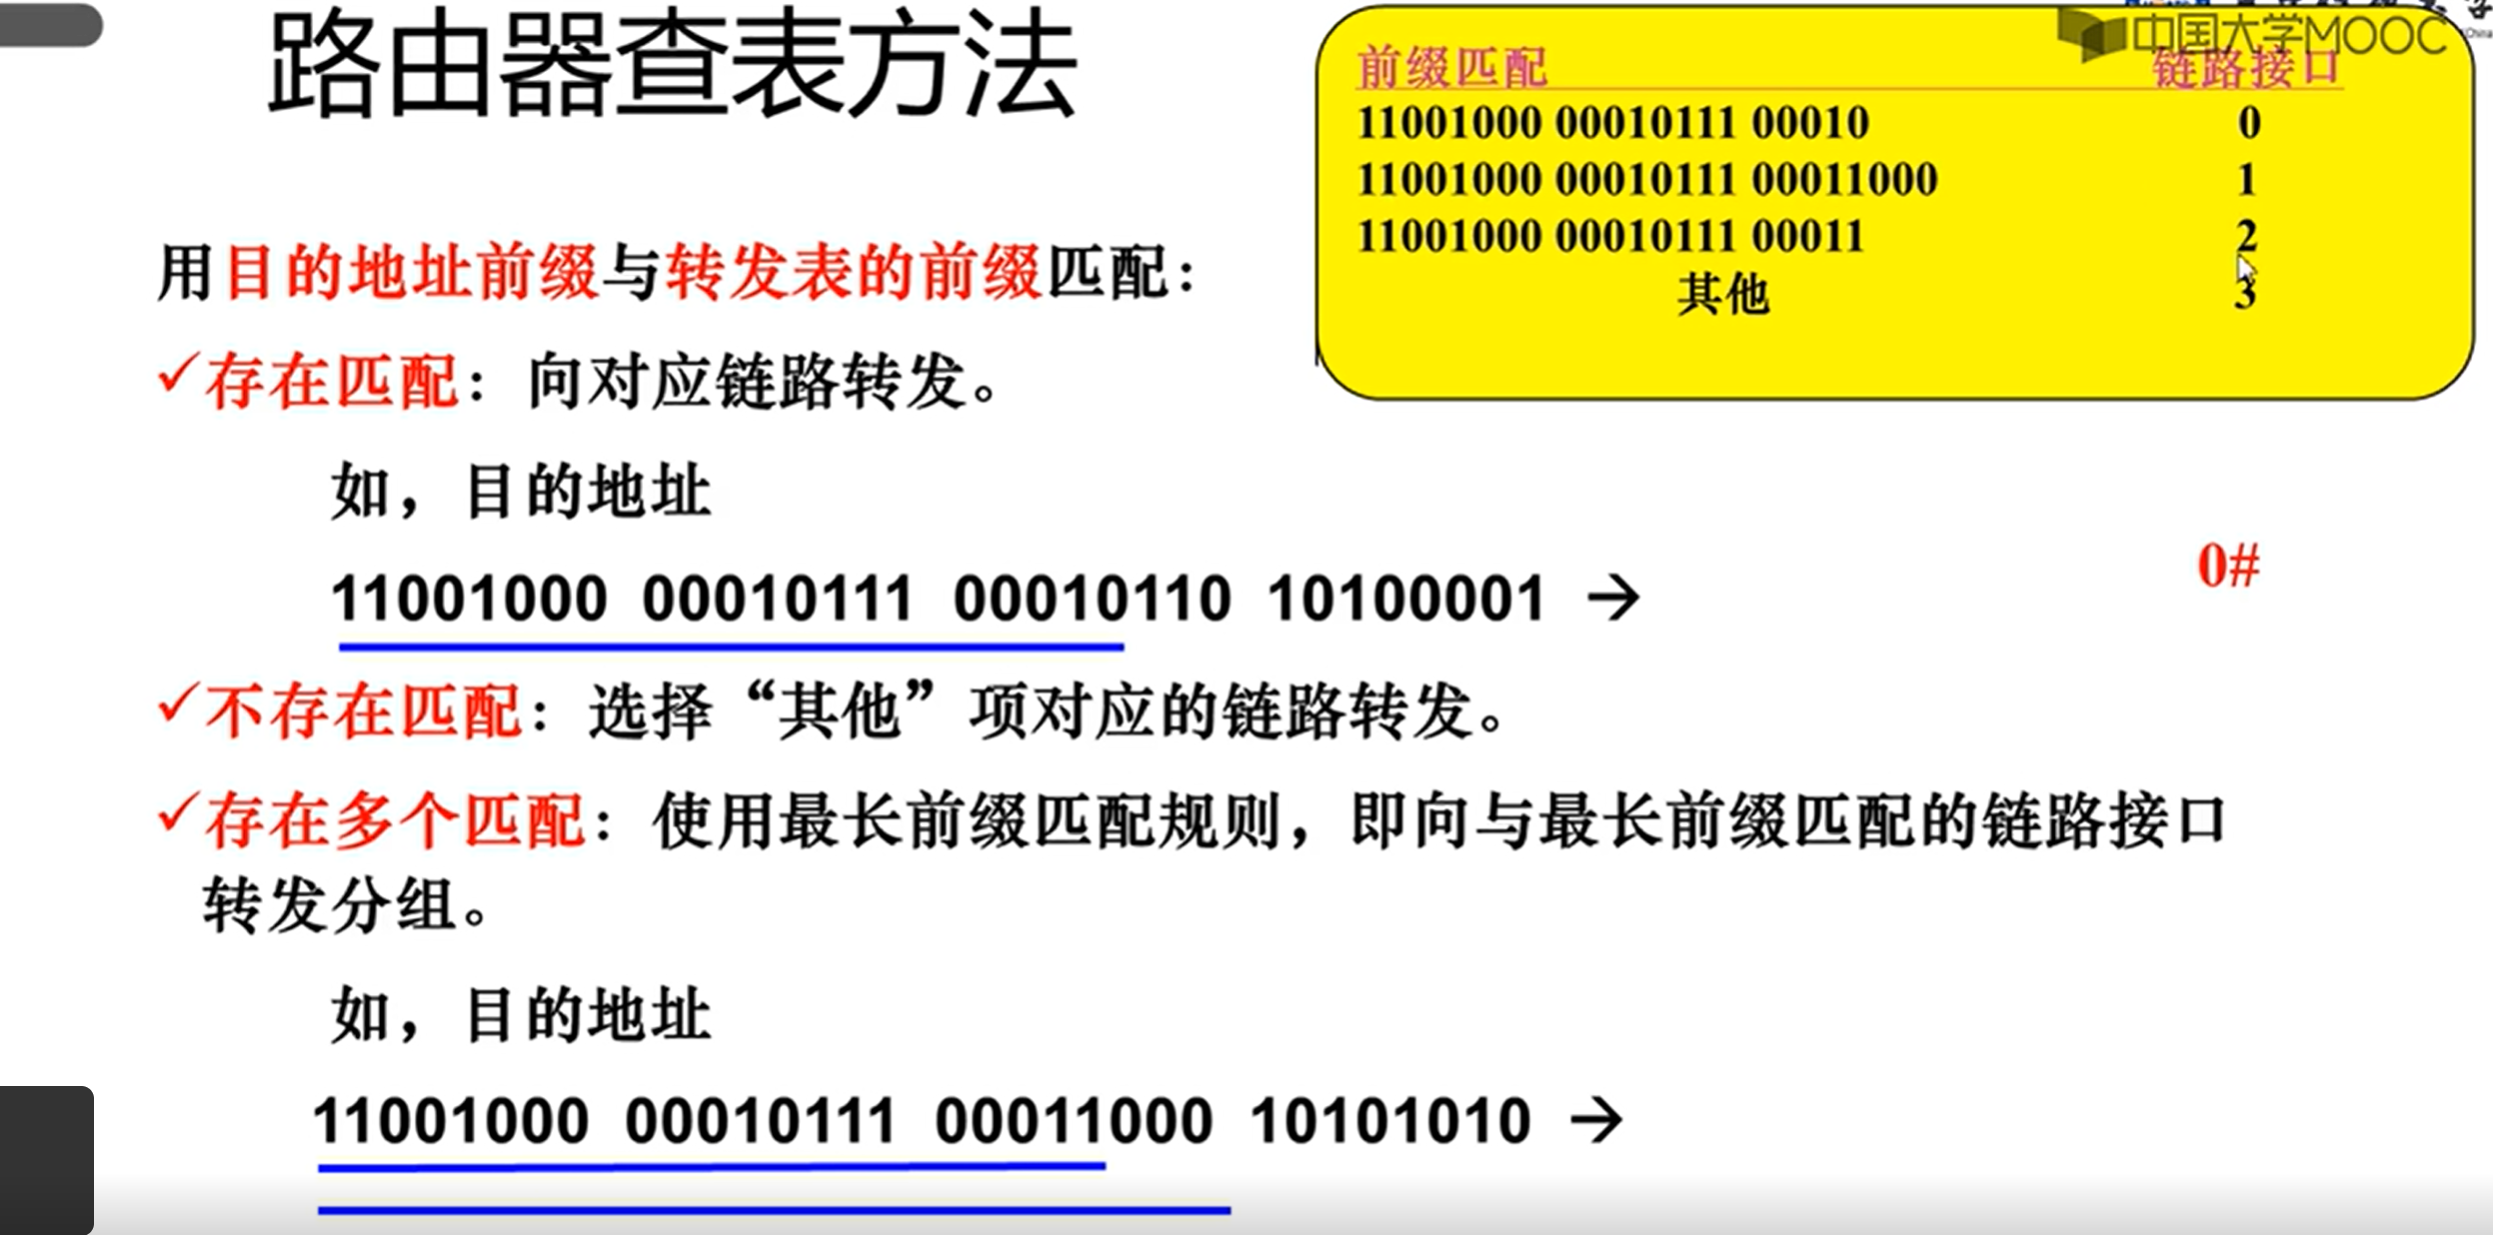 路由器查表方法
中国大学MOOC
前缀匹配 链路接口
11001000 00010111 00010 0
11001000 00010111 00011000 1
11001000 00010111 00011 2
其他 3
用目的地址前缀与转发表的前缀匹配：
✓存在匹配：向对应链路转发。
如，目的地址
11001000 00010111 00010110 10100001 → 0#
✓不存在匹配：选择“其他”项对应的链路转发。
✓存在多个匹配：使用最长前缀匹配规则，即向与最长前缀匹配的链路接口
转发分组。
如，目的地址
11001000 00010111 00011000 10101010 →